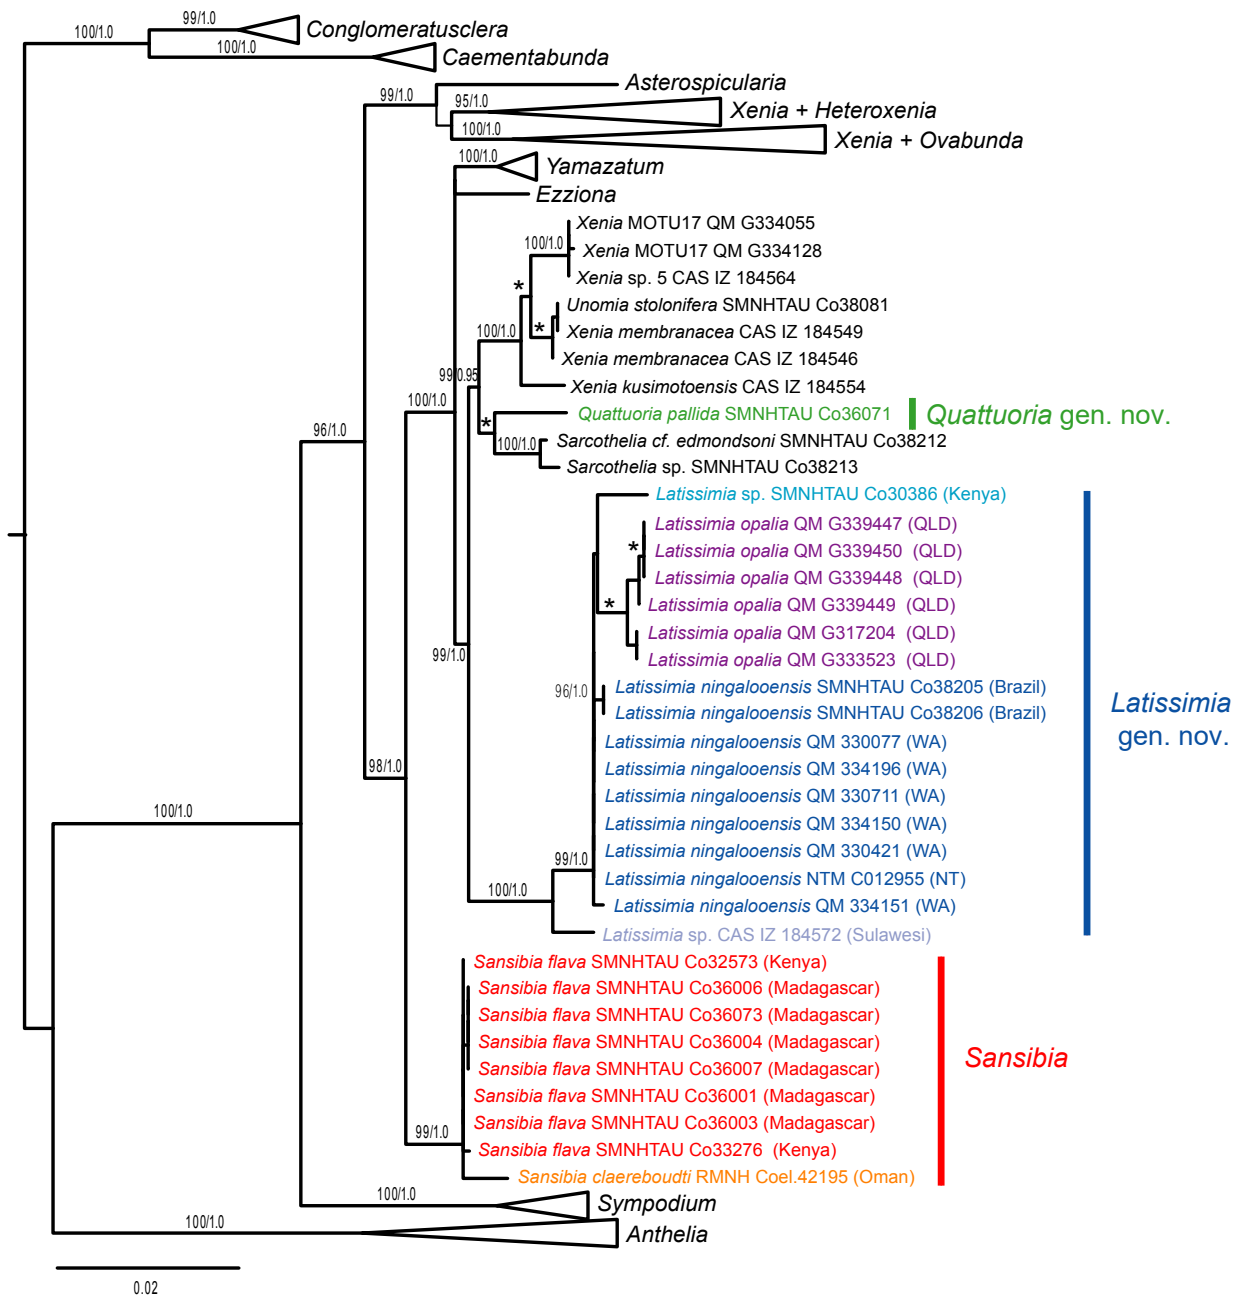 99/1.0
Conglomeratusclera
100/1.0
100/1.0
Caementabunda
Asterospicularia
99/1.0
95/1.0
Xenia + Heteroxenia
100/1.0
Xenia + Ovabunda
100/1.0
Yamazatum
Ezziona
Xenia MOTU17 QM G334055
100/1.0
Xenia MOTU17 QM G334128
Xenia sp. 5 CAS IZ 184564
*
Unomia stolonifera SMNHTAU Co38081
*
100/1.0
Xenia membranacea CAS IZ 184549
Xenia membranacea CAS IZ 184546
99/0.95
Xenia kusimotoensis CAS IZ 184554
100/1.0
Quattuoria pallida SMNHTAU Co36071
Quattuoria gen. nov.
*
96/1.0
100/1.0
Sarcothelia cf. edmondsoni SMNHTAU Co38212
Sarcothelia sp. SMNHTAU Co38213
Latissimia sp. SMNHTAU Co30386 (Kenya)
Latissimia opalia QM G339447 (QLD)
*
Latissimia opalia QM G339450 (QLD)
Latissimia opalia QM G339448 (QLD)
*
Latissimia opalia QM G339449 (QLD)
Latissimia opalia QM G317204 (QLD)
99/1.0
Latissimia opalia QM G333523 (QLD)
96/1.0
Latissimia ningalooensis SMNHTAU Co38205 (Brazil)
Latissimia
gen. nov.
Latissimia ningalooensis SMNHTAU Co38206 (Brazil)
Latissimia ningalooensis QM 330077 (WA)
98/1.0
Latissimia ningalooensis QM 334196 (WA)
Latissimia ningalooensis QM 330711 (WA)
100/1.0
Latissimia ningalooensis QM 334150 (WA)
Latissimia ningalooensis QM 330421 (WA)
99/1.0
Latissimia ningalooensis NTM C012955 (NT)
100/1.0
Latissimia ningalooensis QM 334151 (WA)
Latissimia sp. CAS IZ 184572 (Sulawesi)
Sansibia flava SMNHTAU Co32573 (Kenya)
Sansibia flava SMNHTAU Co36006 (Madagascar)
Sansibia flava SMNHTAU Co36073 (Madagascar)
Sansibia flava SMNHTAU Co36004 (Madagascar)
Sansibia
Sansibia flava SMNHTAU Co36007 (Madagascar)
Sansibia flava SMNHTAU Co36001 (Madagascar)
Sansibia flava SMNHTAU Co36003 (Madagascar)
99/1.0
Sansibia flava SMNHTAU Co33276 (Kenya)
Sansibia claereboudti RMNH Coel.42195 (Oman)
100/1.0
Sympodium
100/1.0
Anthelia
0.02